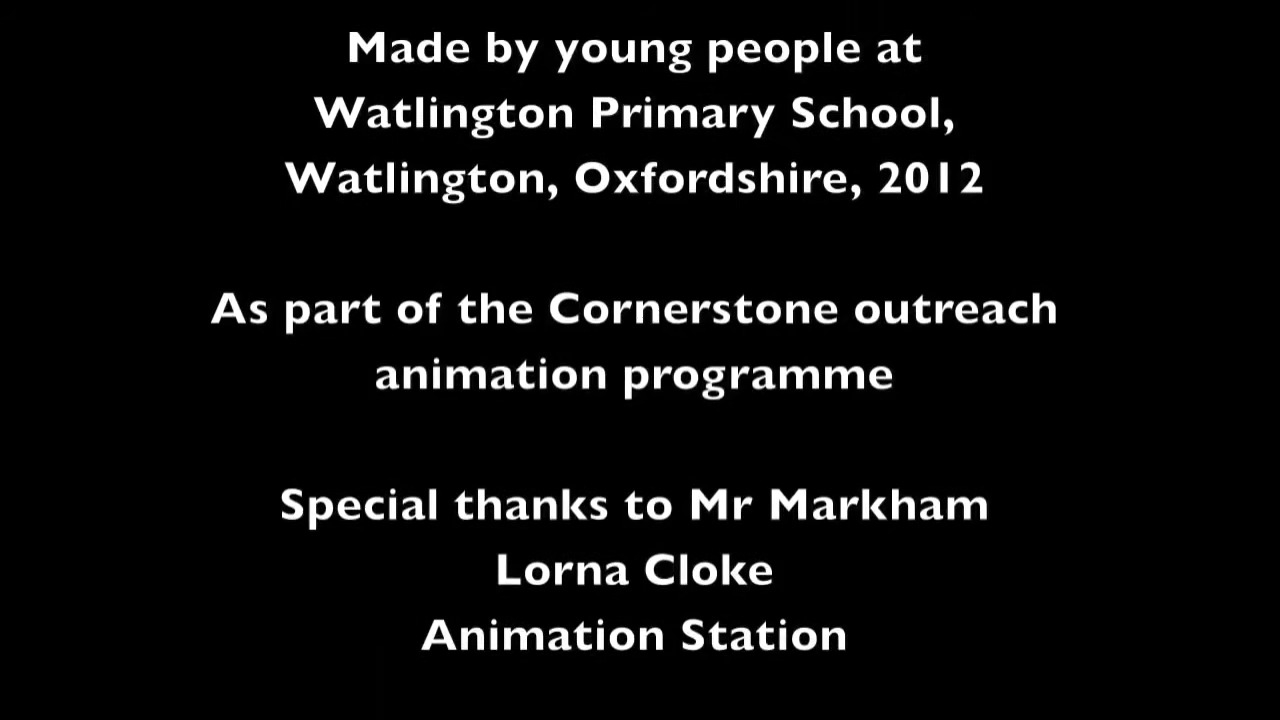 Made by young people at
Watlington Primary School,
Watlington, Oxfordshire, 2012
As part of the Cornerstone outreach
animation programme
Special thanks to Mr Markham
Lorna Cloke
Animation Station